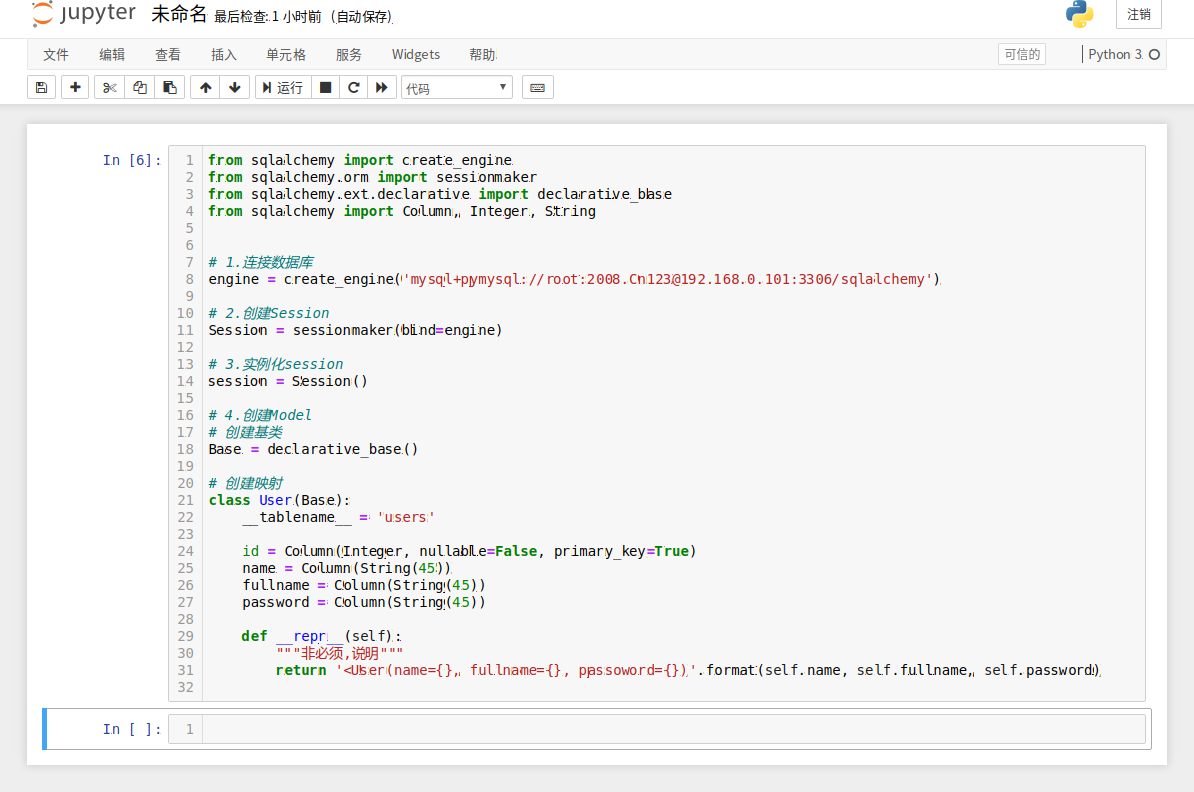 jupyter 未命名 最后检查: 1 小时前 (自动保存) 注销
文件 编辑 查看 插入 单元格 服务 Widgets 帮助 可信的 Python 3
运行 代码
In [6]:
1 from sqlalchemy import create_engine
2 from sqlalchemy.orm import sessionmaker
3 from sqlalchemy.ext.declarative import declarative_base
4 from sqlalchemy import Column, Integer, String
5
6
7 # 1.连接数据库
8 engine = create_engine('mysql+pymysql://root:2008.Cn123@192.168.0.101:3306/sqlalchemy')
9
10 # 2.创建Session
11 Session = sessionmaker(bind=engine)
12
13 # 3.实例化session
14 session = Session()
15
16 # 4.创建Model
17 # 创建基类
18 Base = declarative_base()
19
20 # 创建映射
21 class User(Base):
22 __tablename__ = 'users'
23
24 id = Column(Integer, nullable=False, primary_key=True)
25 name = Column(String(45))
26 fullname = Column(String(45))
27 password = Column(String(45))
28
29 def __repr__(self):
30 """非必须,说明"""
31 return '<User(name={}, fullname={}, passoword={})'.format(self.name, self.fullname, self.password)
32
In [ ]: 1